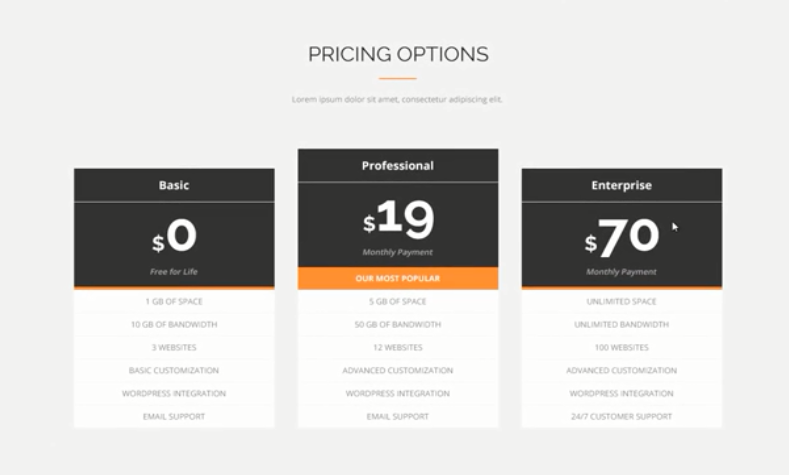 PRICING OPTIONS
Lorem ipsum dolor sit amet, consectetur adipiscing elit.
Basic
$0
Free for Life
1 GB OF SPACE
10 GB OF BANDWIDTH
3 WEBSITES
BASIC CUSTOMIZATION
WORDPRESS INTEGRATION
EMAIL SUPPORT
Professional
$19
Monthly Payment
OUR MOST POPULAR
5 GB OF SPACE
50 GB OF BANDWIDTH
12 WEBSITES
ADVANCED CUSTOMIZATION
WORDPRESS INTEGRATION
EMAIL SUPPORT
Enterprise
$70
Monthly Payment
UNLIMITED SPACE
UNLIMITED BANDWIDTH
100 WEBSITES
ADVANCED CUSTOMIZATION
WORDPRESS INTEGRATION
24/7 CUSTOMER SUPPORT